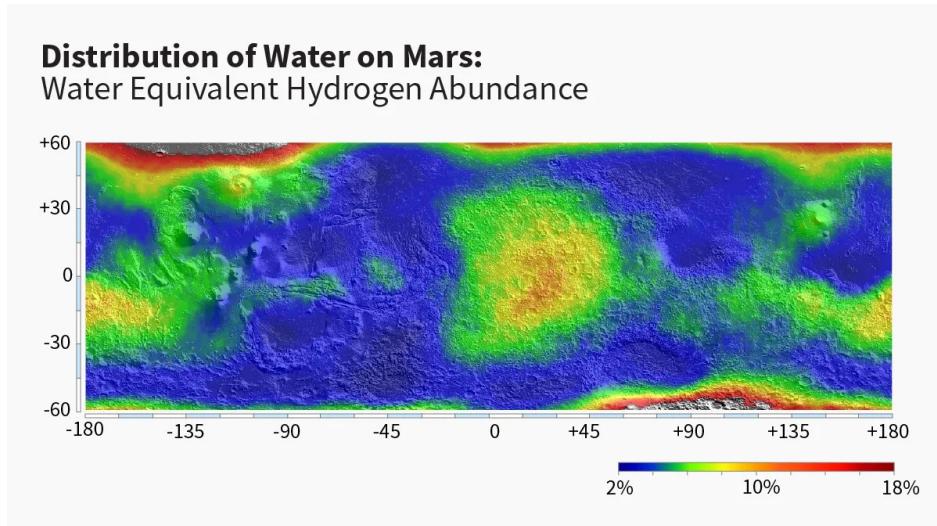 Distribution of Water on Mars:
Water Equivalent Hydrogen Abundance
+60
+30
0
-30
-60
-180 -135 -90 -45 0 +45 +90 +135 +180
2% 10% 18%